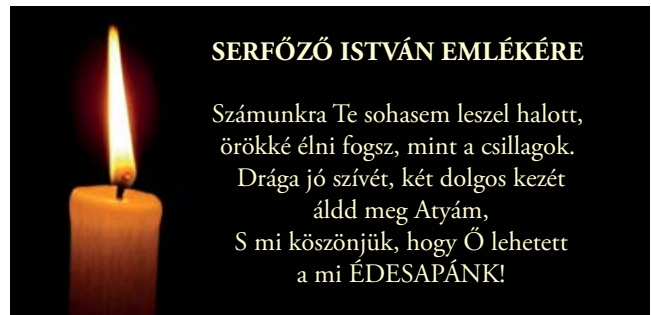 SERFŐZŐ ISTVÁN EMLÉKÉRE
Számunkra Te sohasem leszel halott,
örökké élni fogsz, mint a csillagok.
Drága jó szívét, két dolgos kezét
áldd meg Atyám,
S mi köszönjük, hogy Ő lehetett
a mi ÉDESAPÁNK!